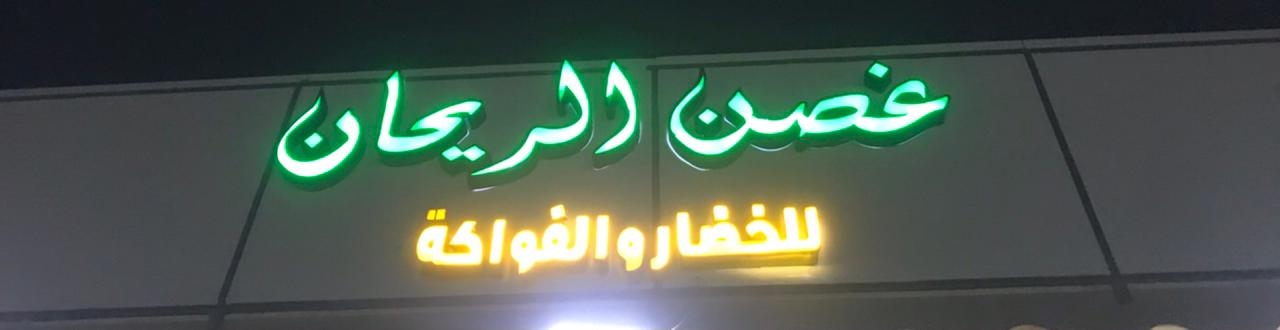 غصن الريحان
للخضار والفواكة